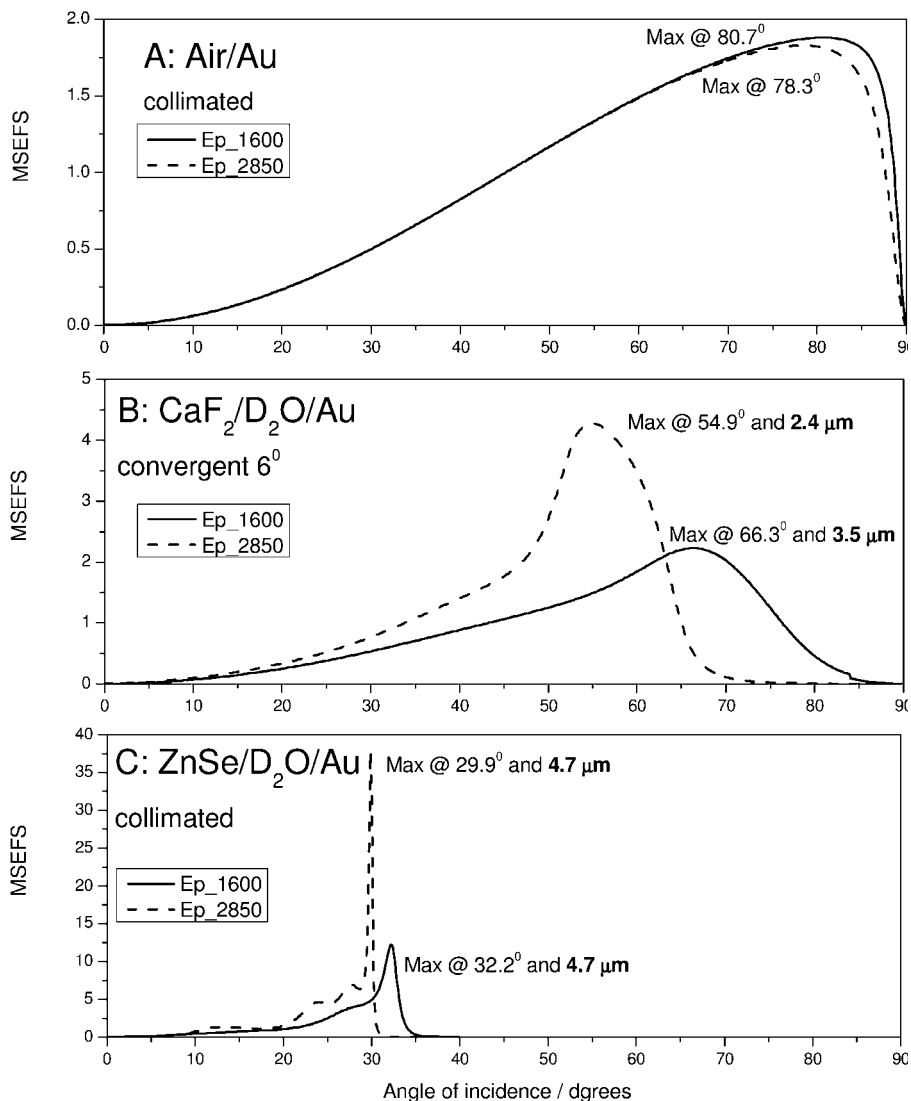 A: Air/Au
collimated
Ep_1600
Ep_2850
Max @ 80.7⁰
Max @ 78.3⁰
MSEFS
2.0
1.5
1.0
0.5
0.0
0 10 20 30 40 50 60 70 80 90
B: CaF₂/D₂O/Au
convergent 6⁰
Ep_1600
Ep_2850
Max @ 54.9⁰ and 2.4 μm
Max @ 66.3⁰ and 3.5 μm
MSEFS
5
4
3
2
1
0
0 10 20 30 40 50 60 70 80 90
C: ZnSe/D₂O/Au
collimated
Ep_1600
Ep_2850
Max @ 29.9⁰ and 4.7 μm
Max @ 32.2⁰ and 4.7 μm
MSEFS
40
35
30
25
20
15
10
5
0
0 10 20 30 40 50 60 70 80 90
Angle of incidence / dgrees